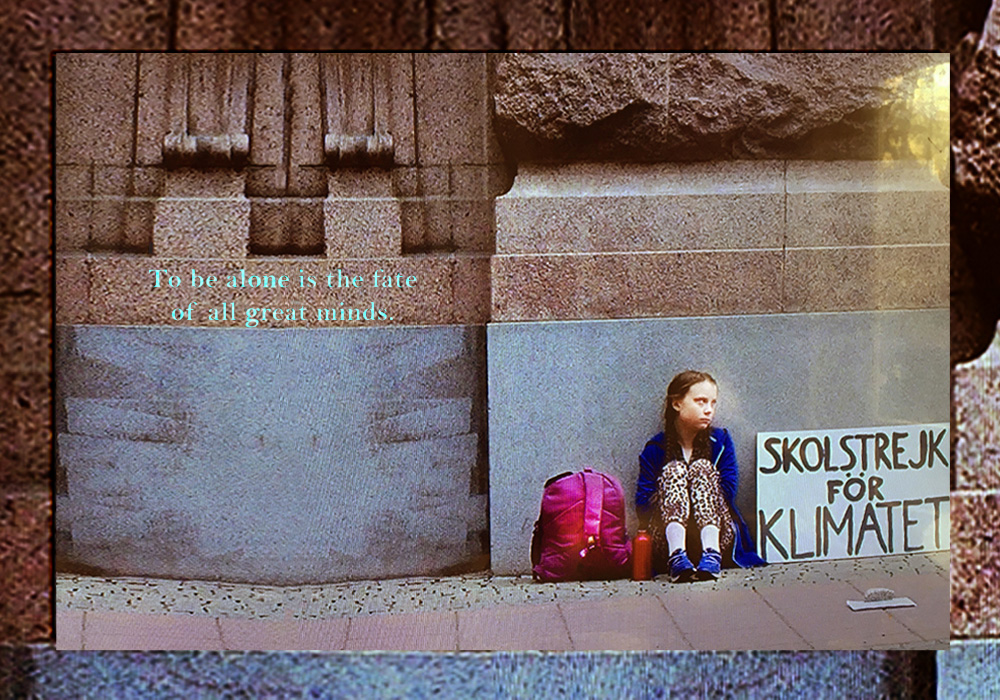 To be alone is the fate
of all great minds.
SKOLSTREJK
FÖR
KLIMATET